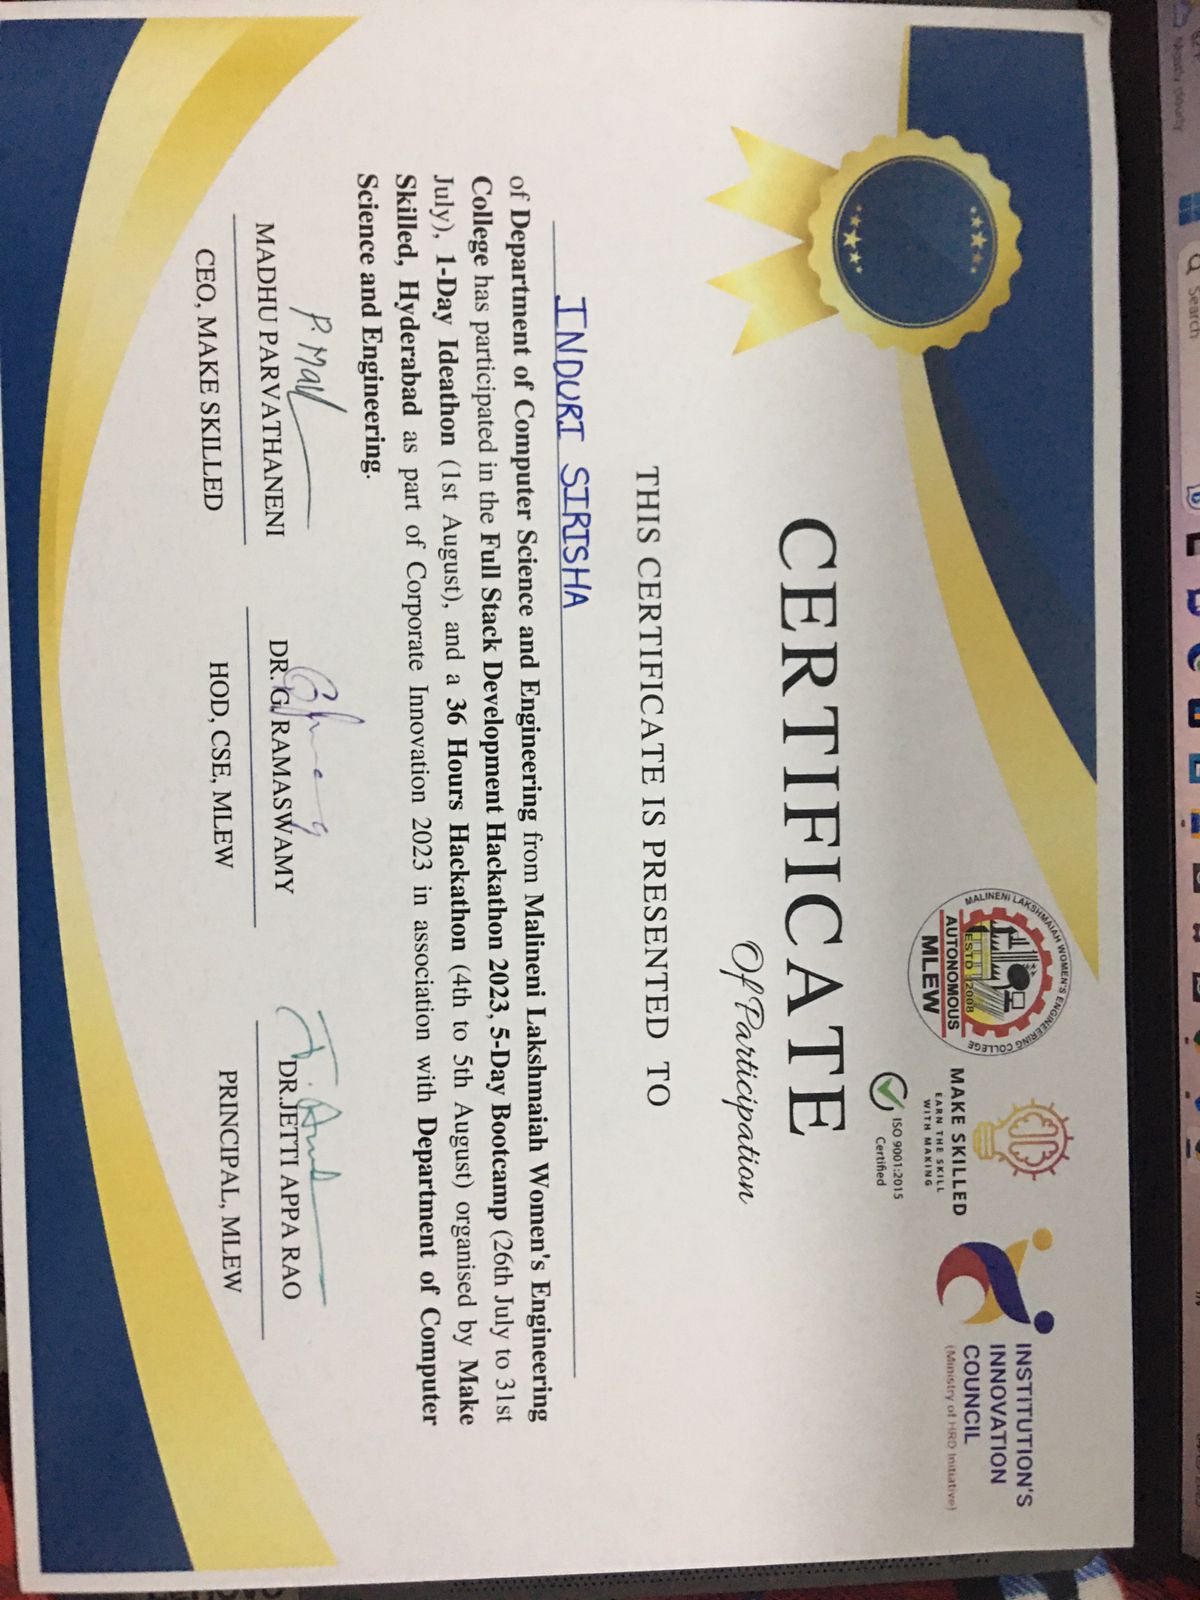 Mostly cloudy
Search
MALINENI LAKSHMAIAH WOMEN'S ENGINEERING COLLEGE
ESTD : 2008
AUTONOMOUS
MLEW
MAKE SKILLED
EARN THE SKILL
WITH MAKING
ISO 9001:2015
Certified
INSTITUTION'S
INNOVATION
COUNCIL
(Ministry of HRD Initiative)
CERTIFICATE
Of Participation
THIS CERTIFICATE IS PRESENTED TO
INDURI SIRISHA
of Department of Computer Science and Engineering from Malineni Lakshmaiah Women's Engineering
College has participated in the Full Stack Development Hackathon 2023, 5-Day Bootcamp (26th July to 31st
July), 1-Day Ideathon (1st August), and a 36 Hours Hackathon (4th to 5th August) organised by Make
Skilled, Hyderabad as part of Corporate Innovation 2023 in association with Department of Computer
Science and Engineering.
MADHU PARVATHANENI
CEO, MAKE SKILLED
DR. G. RAMASWAMY
HOD, CSE, MLEW
DR.JETTI APPA RAO
PRINCIPAL, MLEW